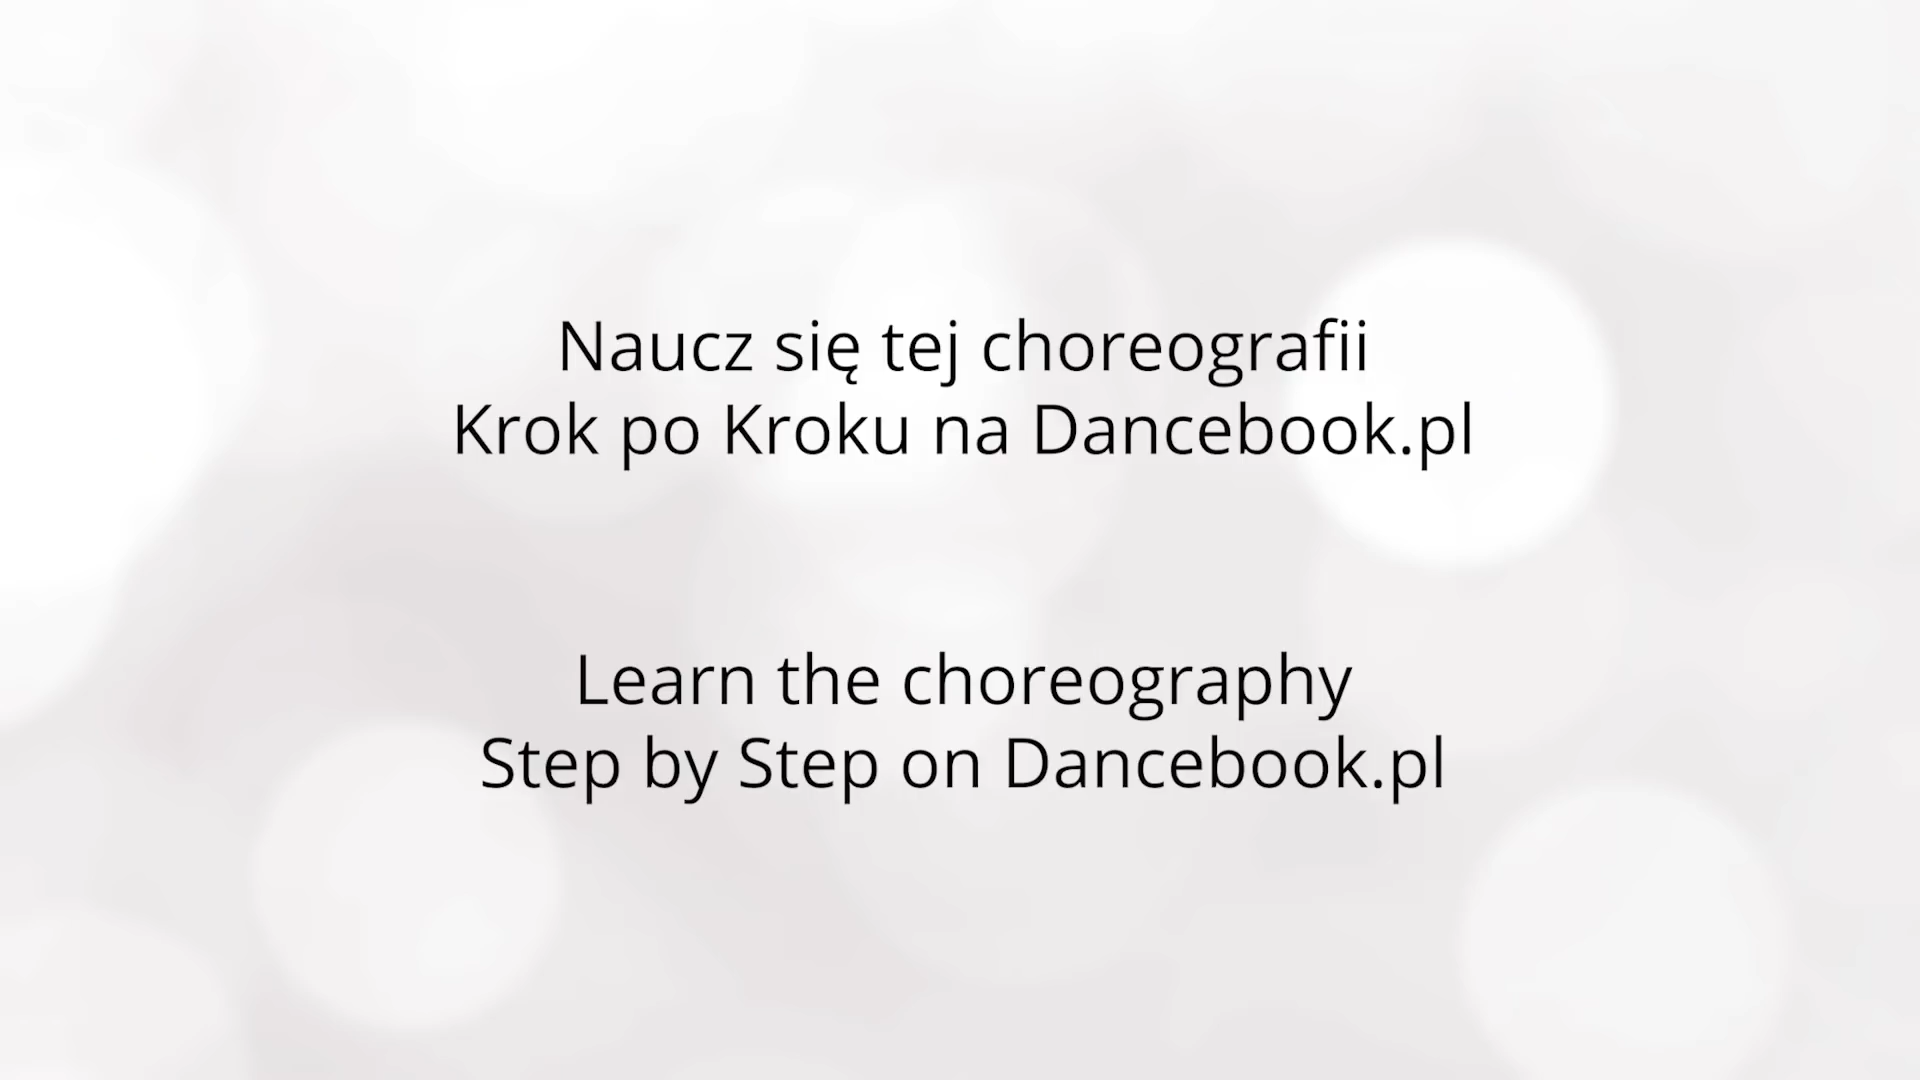 Naucz się tej choreografii
Krok po Kroku na Dancebook.pl
Learn the choreography
Step by Step on Dancebook.pl